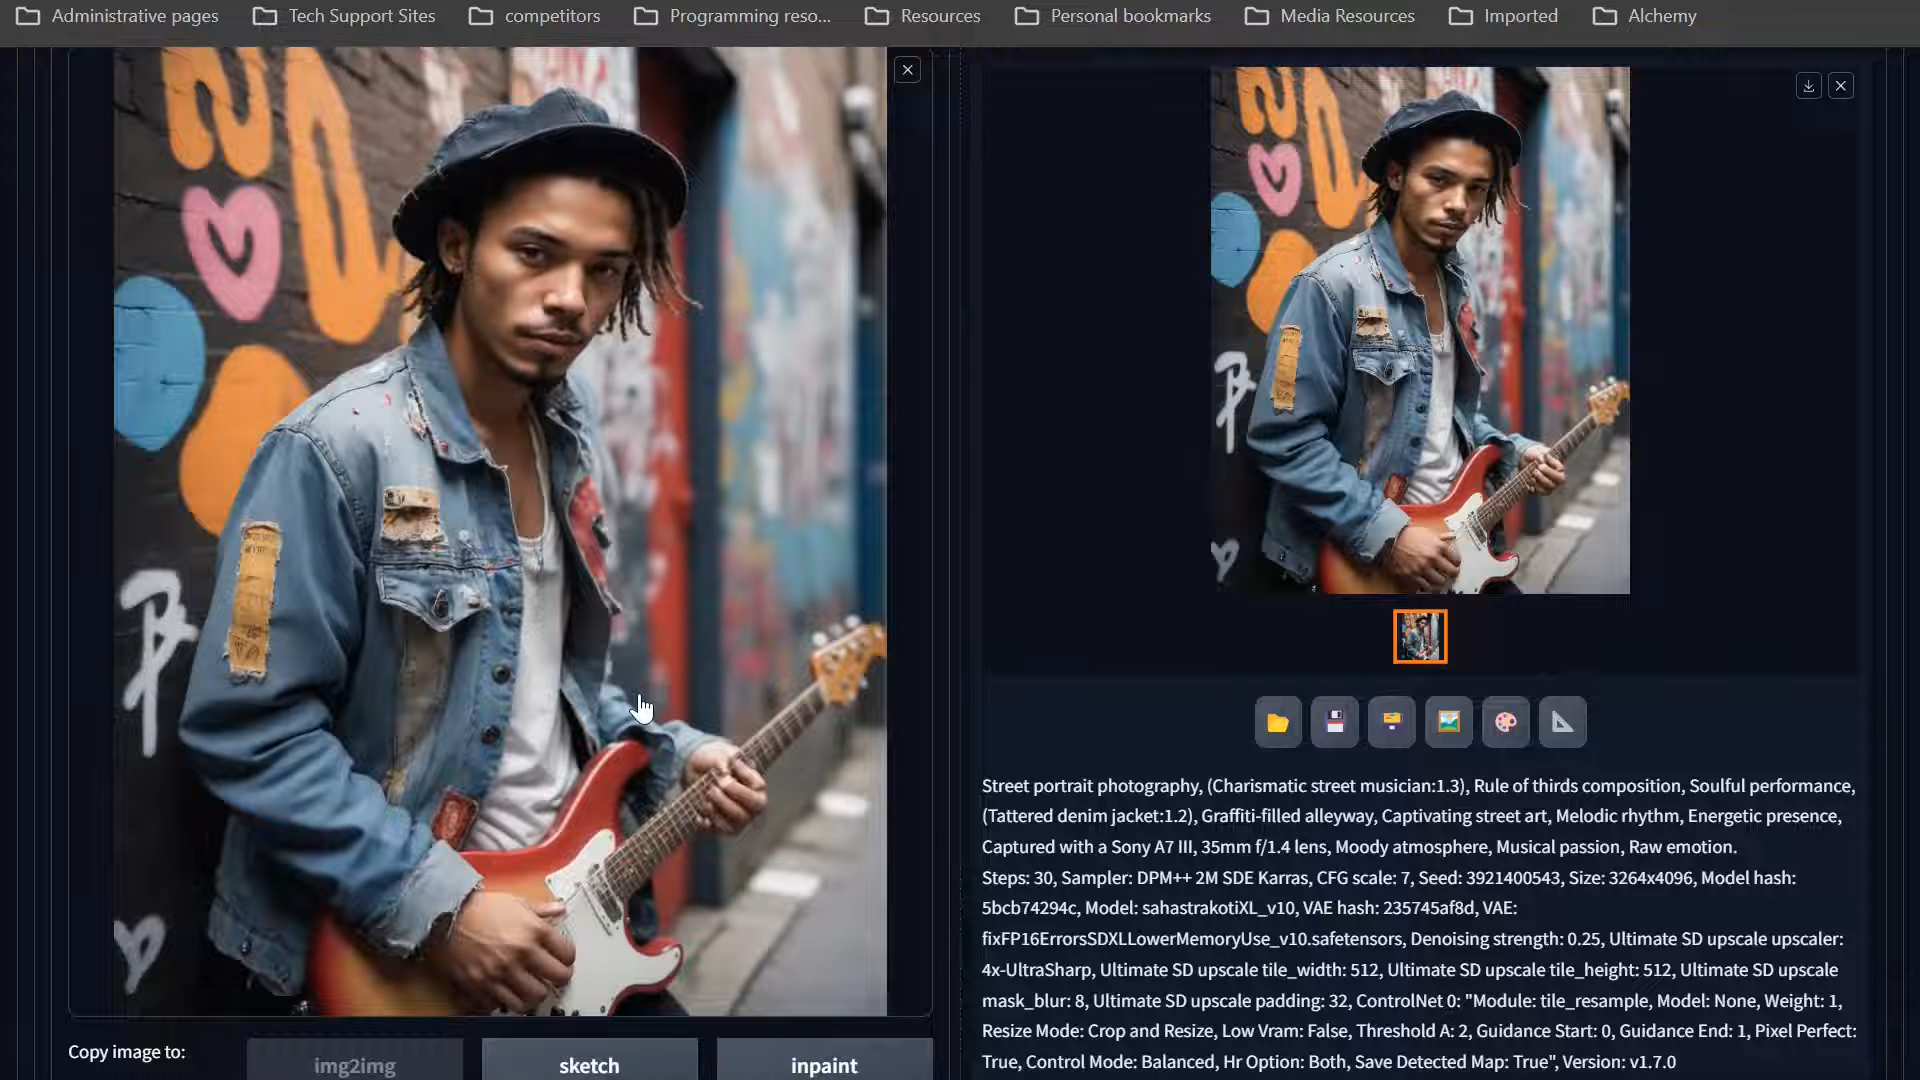 Administrative pages
Tech Support Sites
competitors
Programming reso...
Resources
Personal bookmarks
Media Resources
Imported
Alchemy
Street portrait photography, (Charismatic street musician:1.3), Rule of thirds composition, Soulful performance,
(Tattered denim jacket:1.2), Graffiti-filled alleyway, Captivating street art, Melodic rhythm, Energetic presence,
Captured with a Sony A7 III, 35mm f/1.4 lens, Moody atmosphere, Musical passion, Raw emotion.
Steps: 30, Sampler: DPM++ 2M SDE Karras, CFG scale: 7, Seed: 3921400543, Size: 3264x4096, Model hash:
5bcb74294c, Model: sahastrakotiXL_v10, VAE hash: 235745af8d, VAE:
fixFP16ErrorsSDXLLowerMemoryUse_v10.safetensors, Denoising strength: 0.25, Ultimate SD upscale upscaler:
4x-UltraSharp, Ultimate SD upscale tile_width: 512, Ultimate SD upscale tile_height: 512, Ultimate SD upscale
mask_blur: 8, Ultimate SD upscale padding: 32, ControlNet 0: "Module: tile_resample, Model: None, Weight: 1,
Resize Mode: Crop and Resize, Low Vram: False, Threshold A: 2, Guidance Start: 0, Guidance End: 1, Pixel Perfect:
True, Control Mode: Balanced, Hr Option: Both, Save Detected Map: True", Version: v1.7.0
Copy image to:
img2img
sketch
inpaint